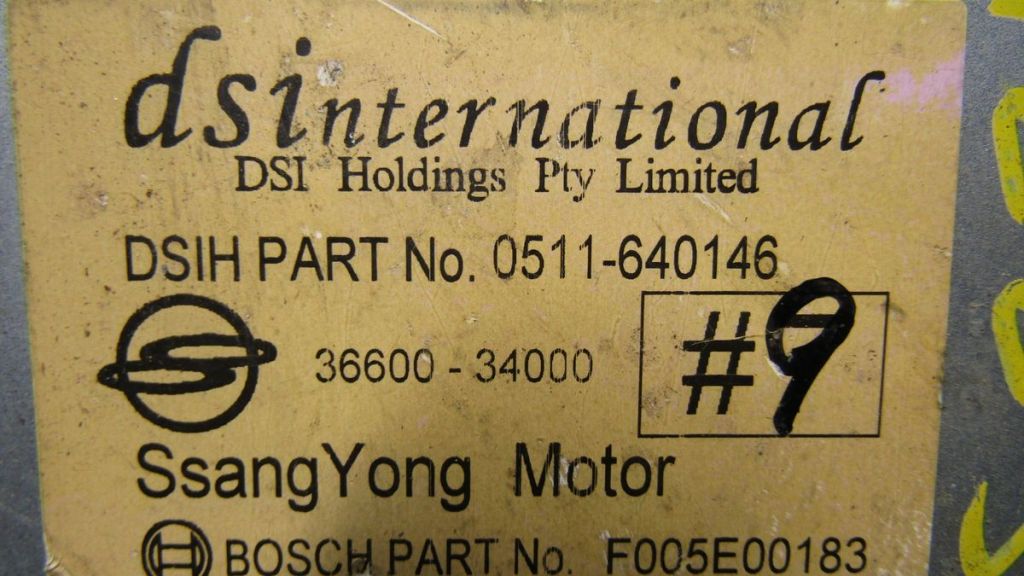 dsinternational
DSI Holdings Pty Limited
DSIH PART No. 0511-640146
36600 - 34000
#9
SsangYong Motor
BOSCH PART No. F005E00183